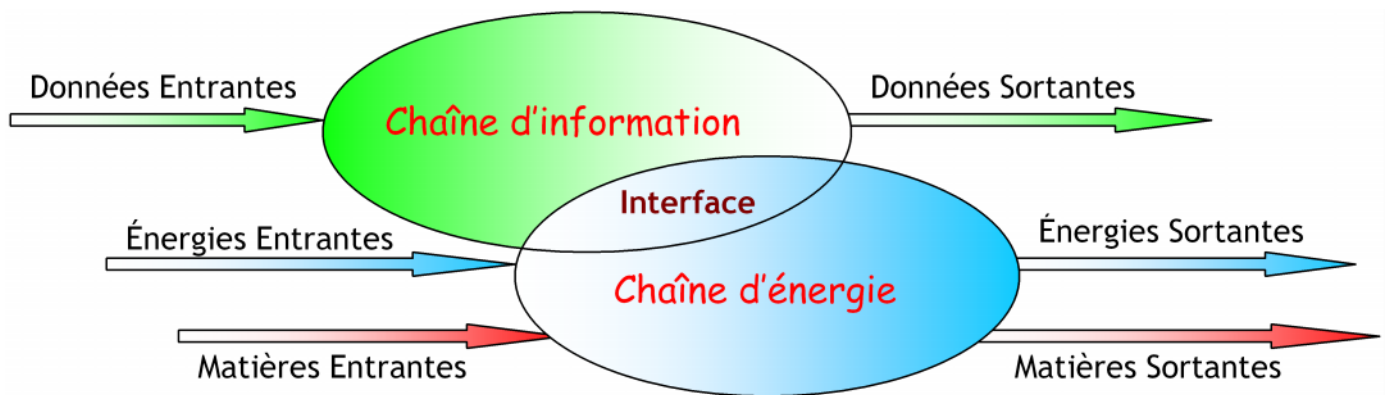 Données Entrantes
Chaîne d'information
Données Sortantes
Interface
Énergies Entrantes
Énergies Sortantes
Chaîne d'énergie
Matières Entrantes
Matières Sortantes